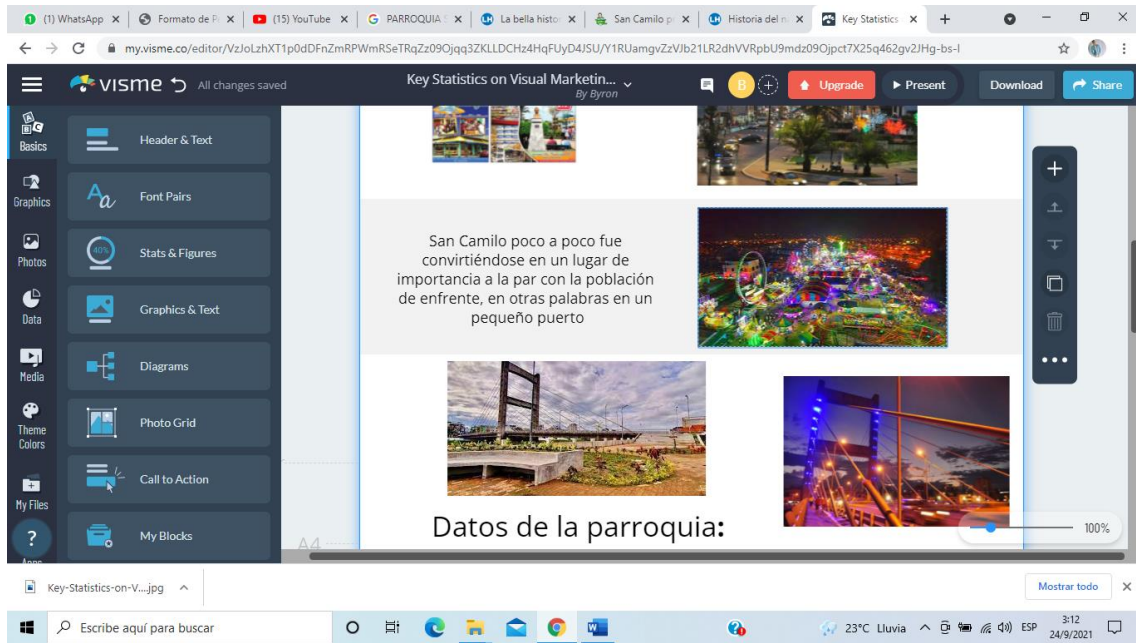 (1) WhatsApp
Formato de P
(15) YouTube
PARROQUIA S
La bella histo
San Camilo p
Historia del n
Key Statistics
my.visme.co/editor/VzJoLzhXT1p0dDFnZmRPWmRSeTRqZz09Ojqq3ZKLLDCHz4HqFUyD4JSU/Y1RUamgvZzVJb21LR2dhVVRpbU9mdz09Ojpct7X25q462gv2JHg-bs-I
VISME All changes saved
Key Statistics on Visual Marketin...
By Byron
B
Upgrade
Present
Download
Share
Basics
Graphics
Photos
Data
Media
Theme
Colors
My Files
?
Apps
Header & Text
Font Pairs
40%
Stats & Figures
Graphics & Text
Diagrams
Photo Grid
Call to Action
My Blocks
San Camilo poco a poco fue
convirtiéndose en un lugar de
importancia a la par con la población
de enfrente, en otras palabras en un
pequeño puerto
Datos de la parroquia:
A4
100%
Key-Statistics-on-V....jpg
Mostrar todo
Escribe aquí para buscar
23°C Lluvia
ESP
3:12
24/9/2021